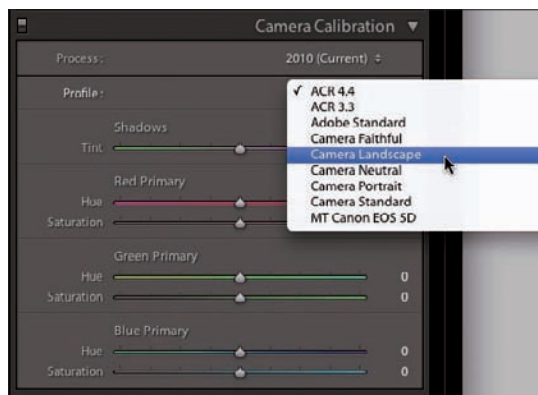 Camera Calibration
Process: 2010 (Current)
Profile:
✓ ACR 4.4
ACR 3.3
Adobe Standard
Camera Faithful
Camera Landscape
Camera Neutral
Camera Portrait
Camera Standard
MT Canon EOS 5D
Shadows
Tint
Red Primary
Hue
Saturation
Green Primary
Hue 0
Saturation 0
Blue Primary
Hue 0
Saturation 0